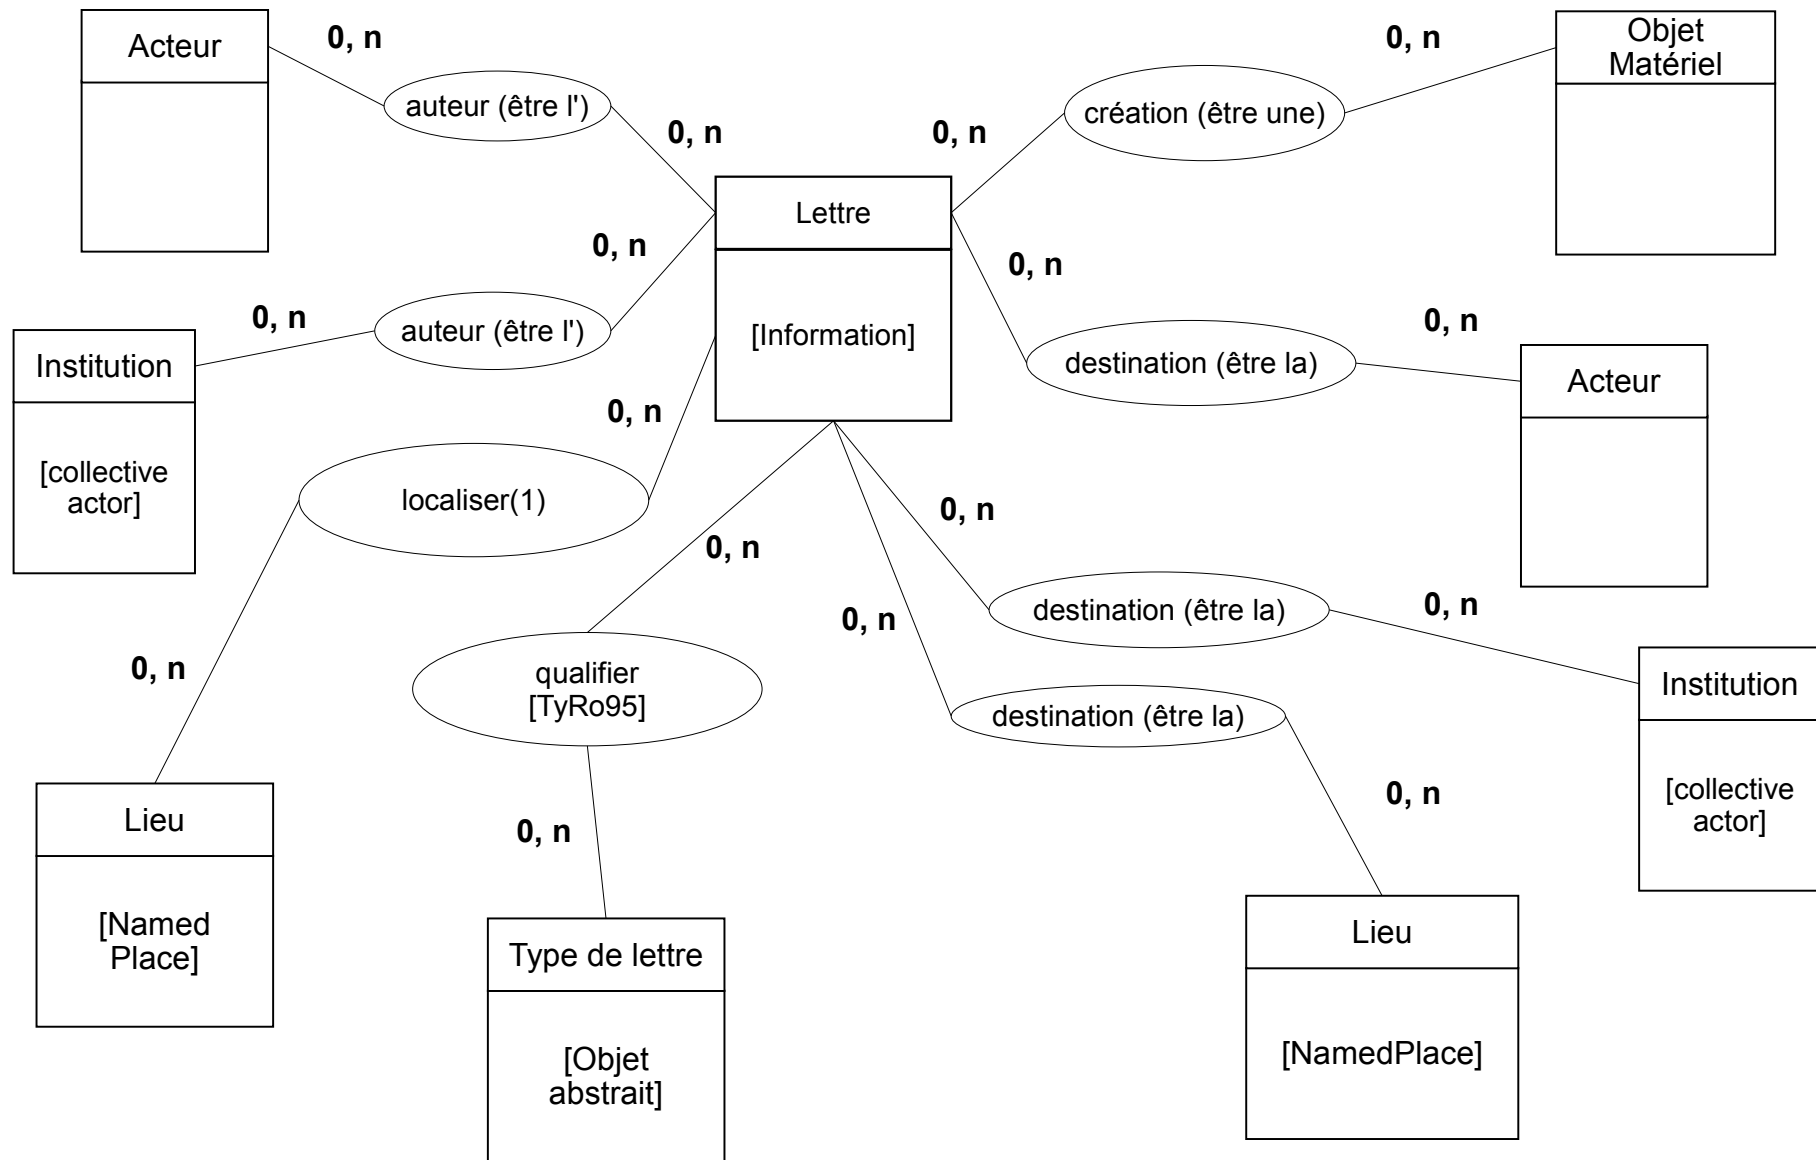 Acteur
0, n
auteur (être l')
0, n
0, n
création (être une)
0, n
Objet
Matériel
Lettre
[Information]
0, n
auteur (être l')
0, n
Institution
[collective
actor]
0, n
destination (être la)
0, n
Acteur
0, n
localiser(1)
0, n
Lieu
[Named
Place]
0, n
qualifier
[TyRo95]
0, n
Type de lettre
[Objet
abstrait]
0, n
destination (être la)
0, n
Institution
[collective
actor]
0, n
destination (être la)
0, n
Lieu
[NamedPlace]